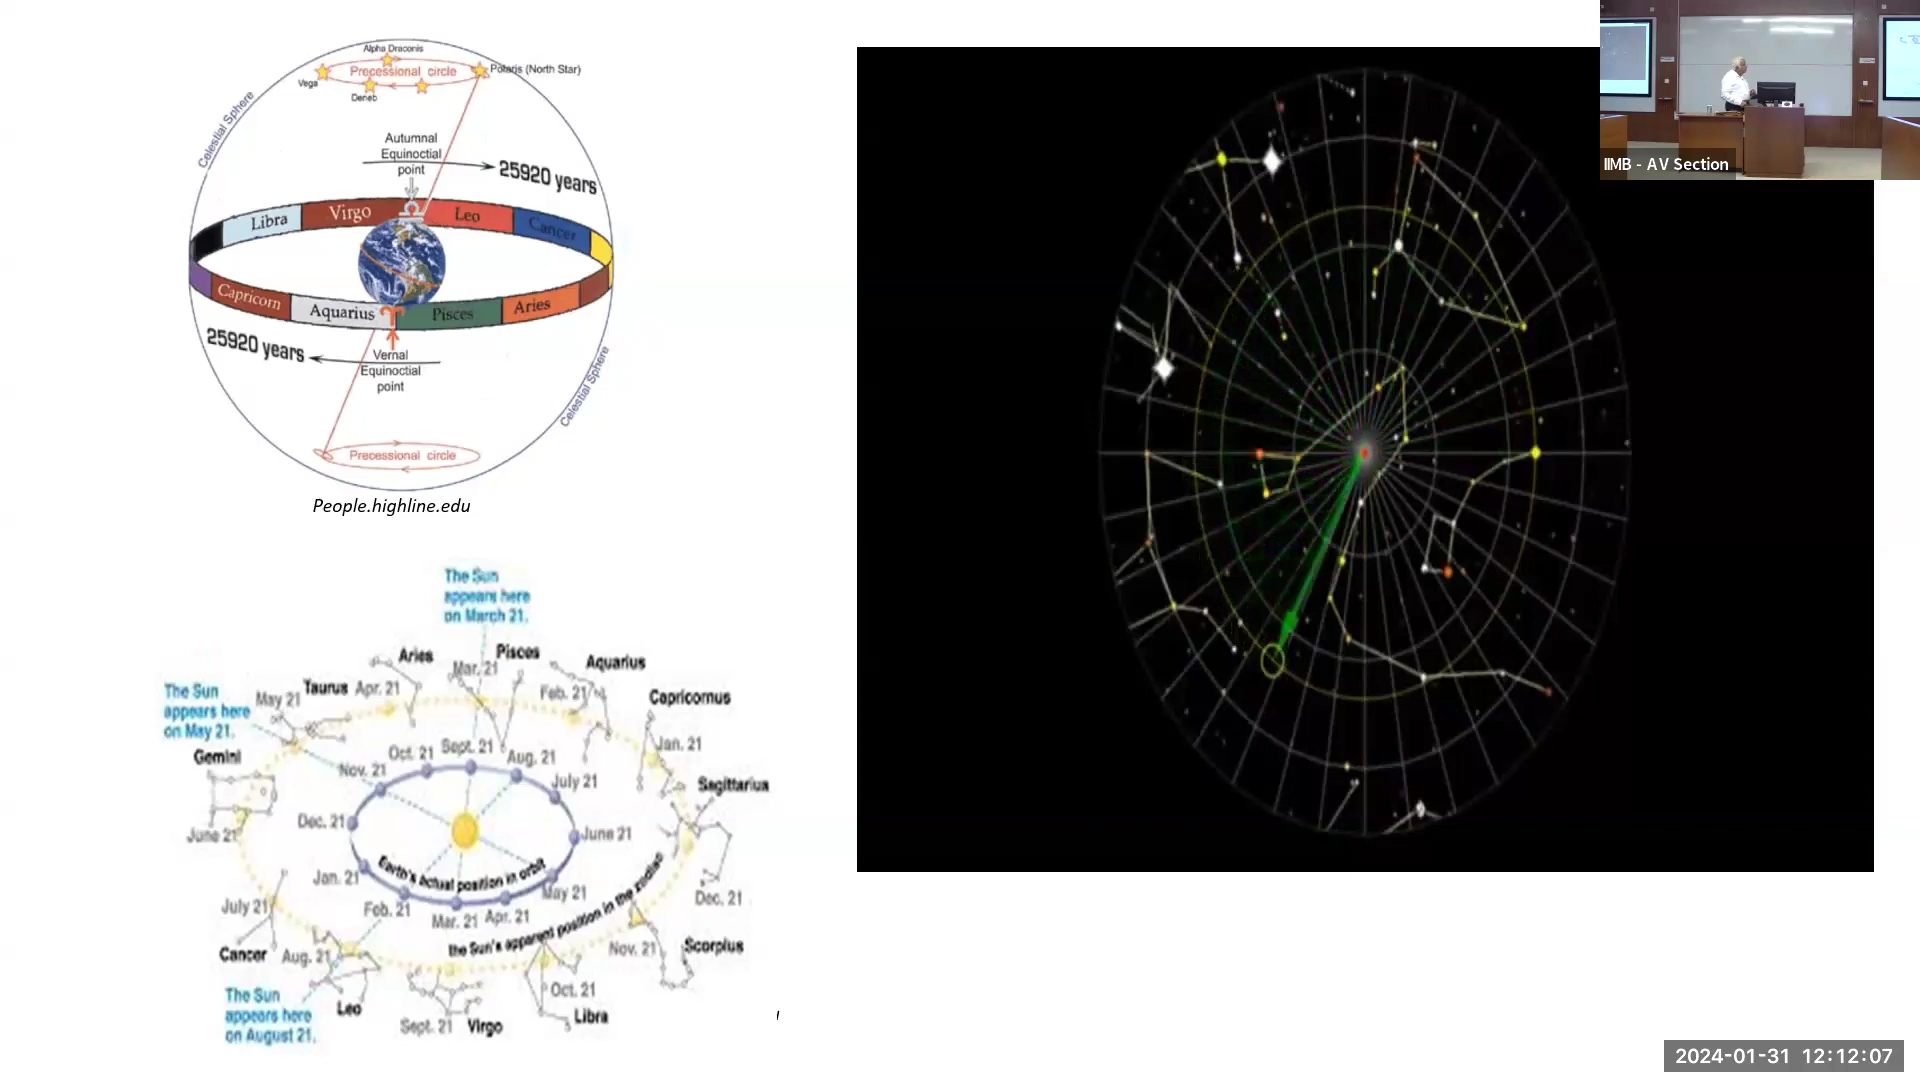 Alpha Draconis
Precessional circle
Polaris (North Star)
Vega
Deneb
Celestial Sphere
Autumnal
Equinoctial
point
25920 years
Libra
Virgo
Leo
Cancer
Capricorn
Aquarius
Pisces
Aries
25920 years
Vernal
Equinoctial
point
Celestial Sphere
Precessional circle
People.highline.edu
The Sun
appears here
on March 21.
Aries
Mar. 21
Pisces
Aquarius
The Sun
appears here
on May 21.
May 21
Taurus
Apr. 21
Feb. 21
Capricornus
Gemini
Jan. 21
Nov. 21
Oct. 21
Sept. 21
Aug. 21
July 21
Sagittarius
June 21
Dec. 21
June 21
Earth's actual position in orbit
Jan. 21
Feb. 21
Mar. 21
Apr. 21
May 21
the Sun's apparent position in the zodiac
Dec. 21
July 21
Cancer
Aug. 21
Nov. 21
Scorpius
The Sun
appears here
on August 21.
Leo
Sept. 21
Virgo
Oct. 21
Libra
IIMB - AV Section
2024-01-31 12:12:07